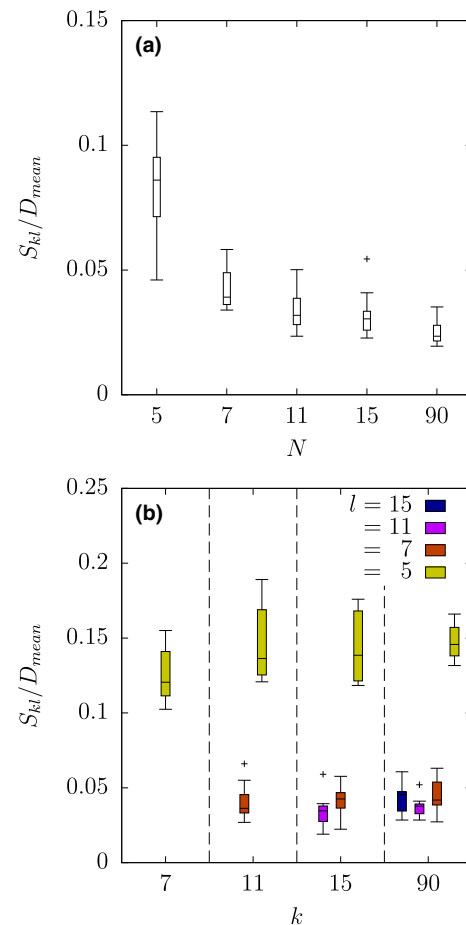 (a)
0.15
0.1
0.05
0
S_{kl}/D_{mean}
5 7 11 15 90
N
(b)
0.25
0.2
0.15
0.1
0.05
0
S_{kl}/D_{mean}
l = 15
= 11
= 7
= 5
7 11 15 90
k